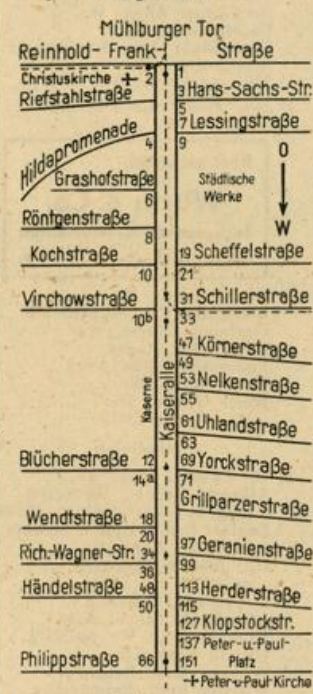 Mühlburger Tor
Reinhold-Frank- Straße
Christuskirche 2 1
Riefstahlstraße 3 Hans-Sachs-Str.
5
7 Lessingstraße
Hildapromenade 4 9
O
Grashofstraße Städtische
6 Werke
W
Röntgenstraße
8
Kochstraße 19 Scheffelstraße
10 21
Virchowstraße 31 Schillerstraße
10b 33
47 Körnerstraße
49
53 Nelkenstraße
55
Kaserne Kaiseralle
61 Uhlandstraße
63
Blücherstraße 12 69 Yorckstraße
14a 71
Grillparzerstraße
Wendtstraße 18
20
Rich.-Wagner-Str. 34 97 Geranienstraße
36 99
Händelstraße 48 113 Herderstraße
50 115
127 Klopstockstr.
137 Peter-u.-Paul-
Philippstraße 86 151 Platz
Peter-u-Paul-Kirche